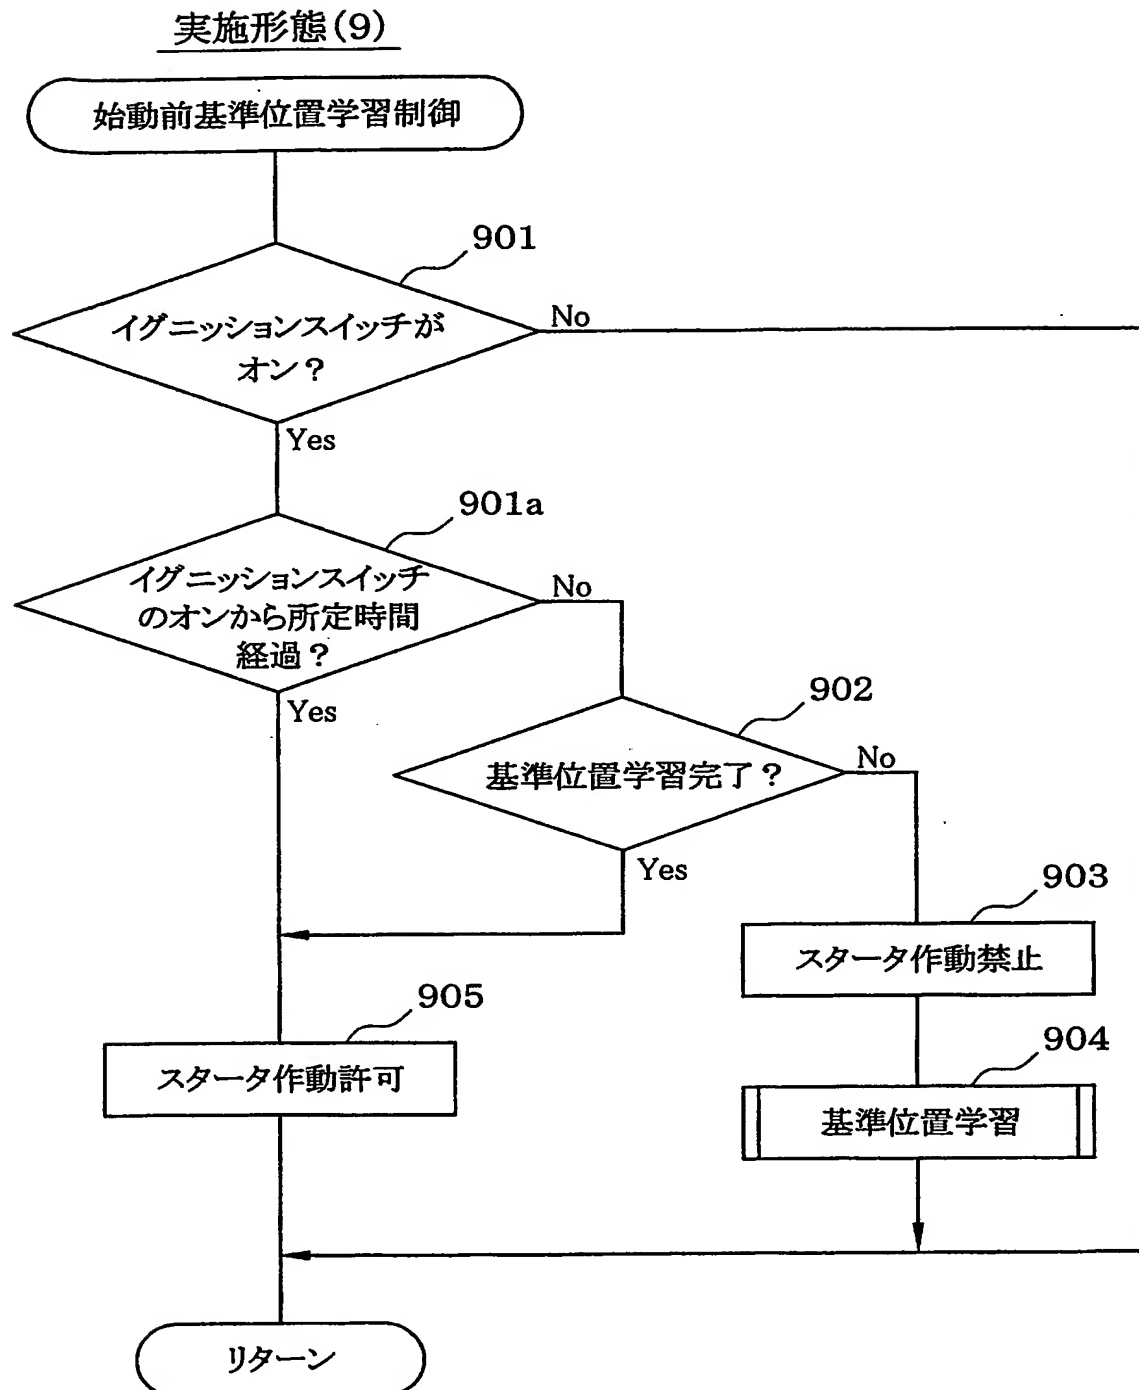 実施形態(9)
始動前基準位置学習制御
901
イグニッションスイッチが
オン？
No
Yes
901a
イグニッションスイッチ
のオンから所定時間
経過？
No
Yes
902
基準位置学習完了？
No
Yes
903
スタータ作動禁止
905
スタータ作動許可
904
基準位置学習
リターン